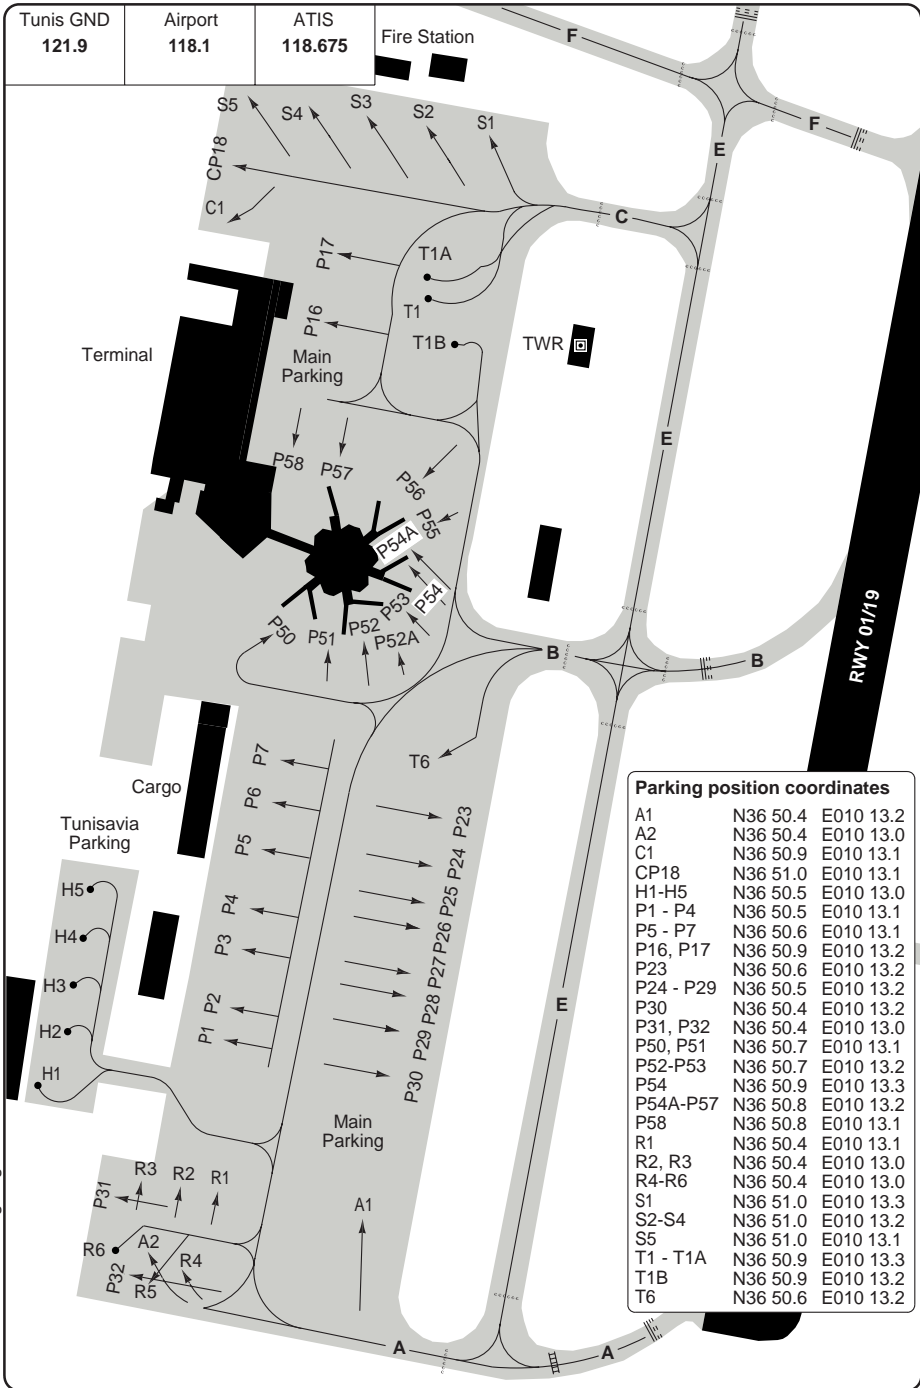 Tunis GND
121.9
Airport
118.1
ATIS
118.675
Fire Station
F
S5
S4
S3
S2
S1
F
E
CP18
C1
C
P17
T1A
T1
P16
T1B
TWR
Terminal
Main
Parking
E
P58
P57
P56
P55
P54A
P54
P53
P52
P52A
P51
P50
B
B
RWY 01/19
T6
P7
Cargo
P6
P23
Tunisavia
Parking
P5
P24
H5
P4
P25
P26
H4
P3
P27
H3
P2
P28
E
H2
P1
P29
H1
P30
Main
Parking
R3
R2
R1
P31
A1
R6
A2
R4
P32
R5
A
A
Parking position coordinates
A1 N36 50.4 E010 13.2
A2 N36 50.4 E010 13.0
C1 N36 50.9 E010 13.1
CP18 N36 51.0 E010 13.1
H1-H5 N36 50.5 E010 13.0
P1 - P4 N36 50.5 E010 13.1
P5 - P7 N36 50.6 E010 13.1
P16, P17 N36 50.9 E010 13.2
P23 N36 50.6 E010 13.2
P24 - P29 N36 50.5 E010 13.2
P30 N36 50.4 E010 13.2
P31, P32 N36 50.4 E010 13.0
P50, P51 N36 50.7 E010 13.1
P52-P53 N36 50.7 E010 13.2
P54 N36 50.9 E010 13.3
P54A-P57 N36 50.8 E010 13.2
P58 N36 50.8 E010 13.1
R1 N36 50.4 E010 13.1
R2, R3 N36 50.4 E010 13.0
R4-R6 N36 50.4 E010 13.0
S1 N36 51.0 E010 13.3
S2-S4 N36 51.0 E010 13.2
S5 N36 51.0 E010 13.1
T1 - T1A N36 50.9 E010 13.3
T1B N36 50.9 E010 13.2
T6 N36 50.6 E010 13.2